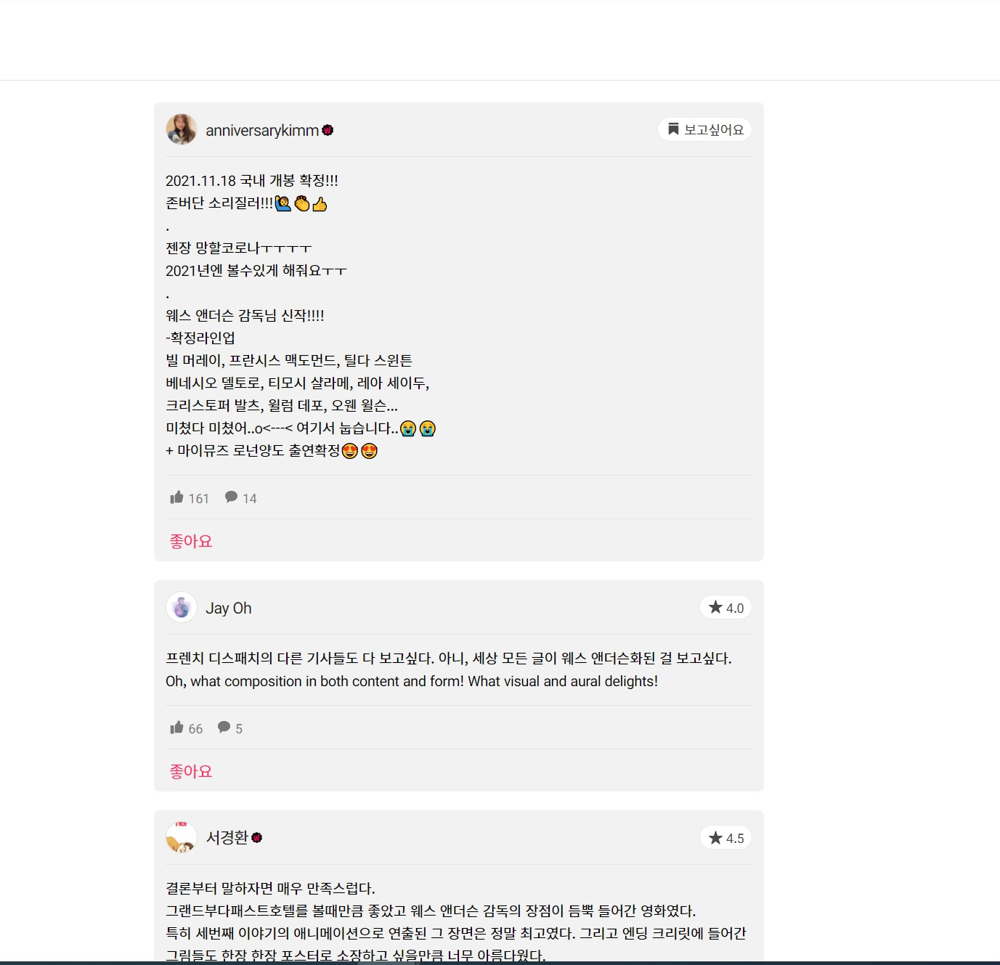 anniversarykimm
보고싶어요
2021.11.18 국내 개봉 확정!!!
존버단 소리질러!!!🙋👏👍
.
젠장 망할코로나ㅜㅜㅜㅜ
2021년엔 볼수있게 해줘요ㅜㅜ
.
웨스 앤더슨 감독님 신작!!!!
-확정라인업
빌 머레이, 프란시스 맥도먼드, 틸다 스윈튼
베네시오 델토로, 티모시 샬라메, 레아 세이두,
크리스토퍼 발츠, 윌럼 데포, 오웬 윌슨...
미쳤다 미쳤어..o<---< 여기서 눕습니다..😭😭
+ 마이뮤즈 로넌양도 출연확정😍😍
161 14
좋아요
Jay Oh
4.0
프렌치 디스패치의 다른 기사들도 다 보고싶다. 아니, 세상 모든 글이 웨스 앤더슨화된 걸 보고싶다.
Oh, what composition in both content and form! What visual and aural delights!
66 5
좋아요
서경환
4.5
결론부터 말하자면 매우 만족스럽다.
그랜드부다패스트호텔를 볼때만큼 좋았고 웨스 앤더슨 감독의 장점이 듬뿍 들어간 영화였다.
특히 세번째 이야기의 애니메이션으로 연출된 그 장면은 정말 최고였다. 그리고 엔딩 크리릿에 들어간
그림들도 한장 한장 포스터로 소장하고 싶을만큼 너무 아름다웠다.